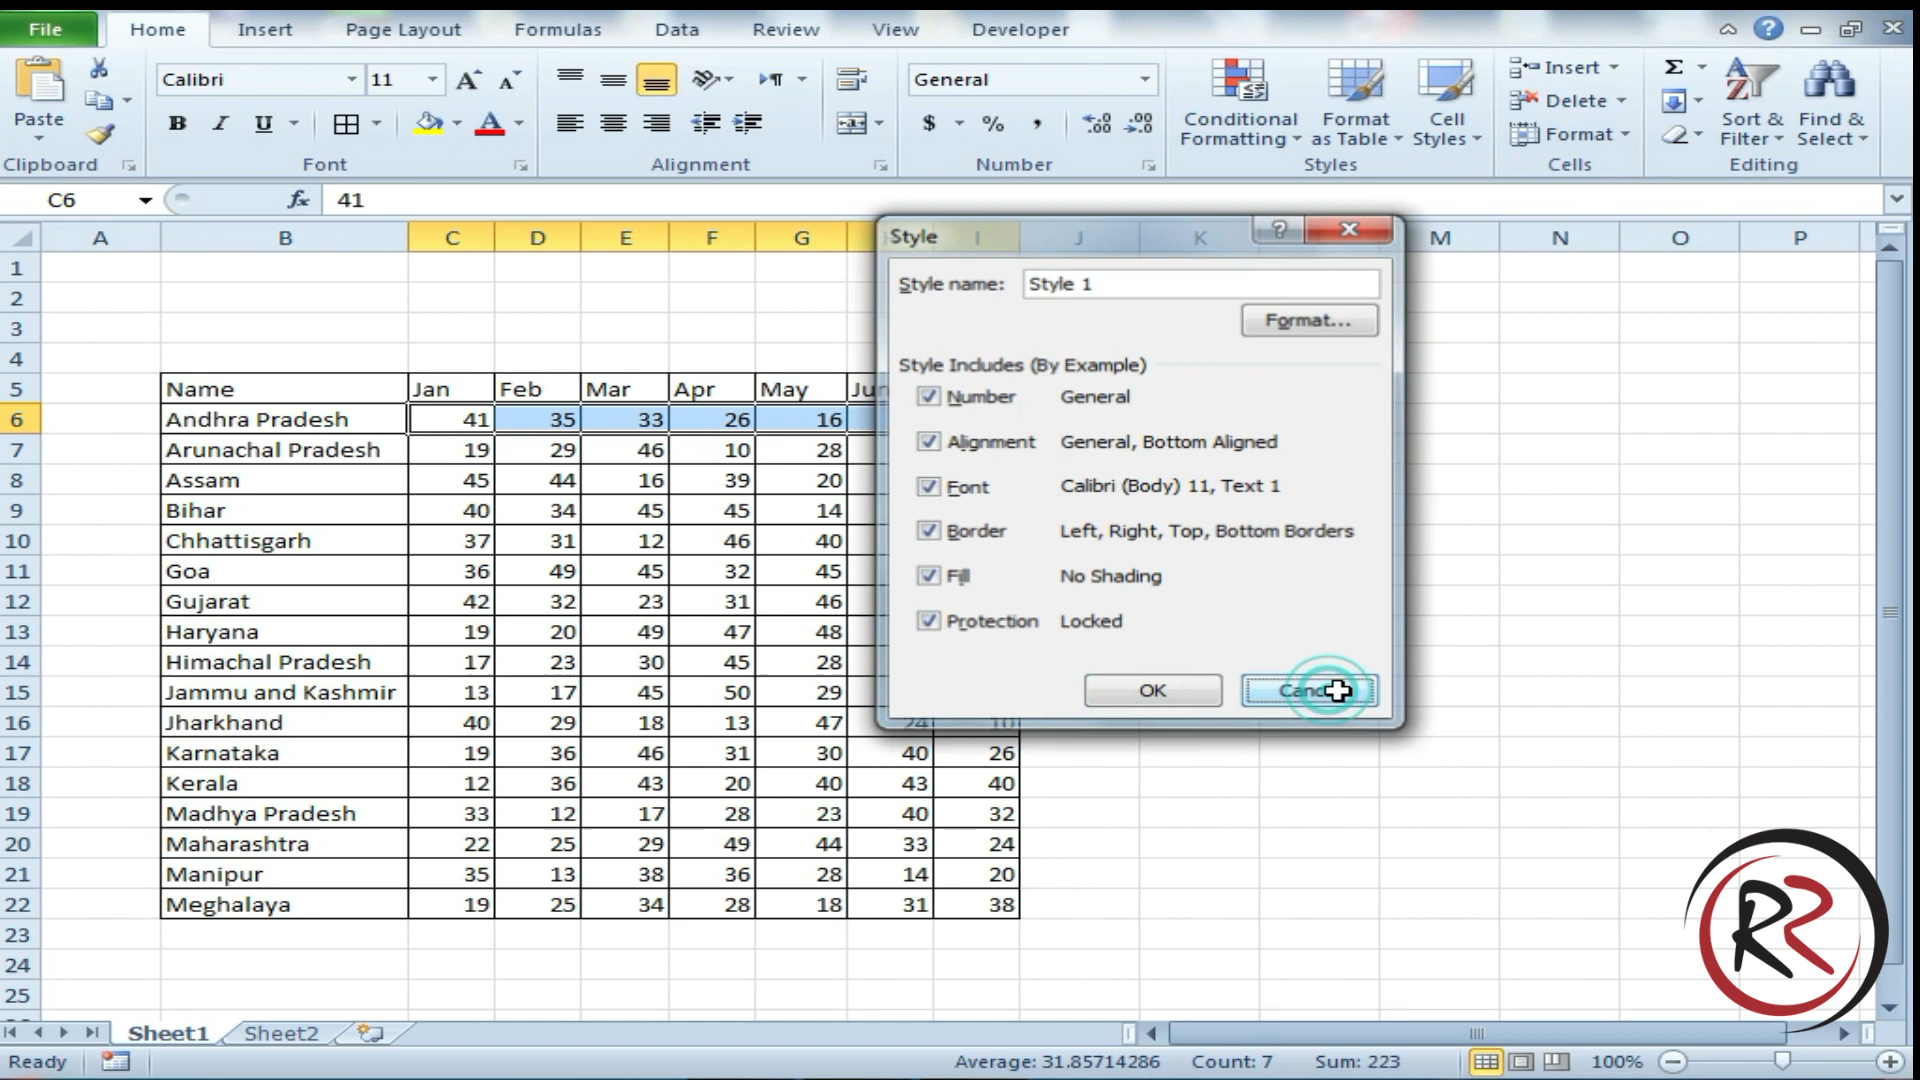 File Home Insert Page Layout Formulas Data Review View Developer
Calibri 11 General Insert
Paste B I U $ % , Conditional Formatting Format as Table Cell Styles Delete Σ Sort & Filter Find & Select
Format
Clipboard Font Alignment Number Styles Cells Editing
C6 fx 41
A B C D E F G I J K M N O P
Style
Style name: Style 1
Format...
Style Includes (By Example)
Number General
Alignment General, Bottom Aligned
Font Calibri (Body) 11, Text 1
Border Left, Right, Top, Bottom Borders
Fill No Shading
Protection Locked
OK
1
2
3
4
5 Name Jan Feb Mar Apr May
6 Andhra Pradesh 41 35 33 26 16
7 Arunachal Pradesh 19 29 46 10 28
8 Assam 45 44 16 39 20
9 Bihar 40 34 45 45 14
10 Chhattisgarh 37 31 12 46 40
11 Goa 36 49 45 32 45
12 Gujarat 42 32 23 31 46
13 Haryana 19 20 49 47 48
14 Himachal Pradesh 17 23 30 45 28
15 Jammu and Kashmir 13 17 45 50 29
16 Jharkhand 40 29 18 13 47 24 10
17 Karnataka 19 36 46 31 30 40 26
18 Kerala 12 36 43 20 40 43 40
19 Madhya Pradesh 33 12 17 28 23 40 32
20 Maharashtra 22 25 29 49 44 33 24
21 Manipur 35 13 38 36 28 14 20
22 Meghalaya 19 25 34 28 18 31 38
23
24
25
Sheet1 Sheet2
Ready Average: 31.85714286 Count: 7 Sum: 223 100%
RR